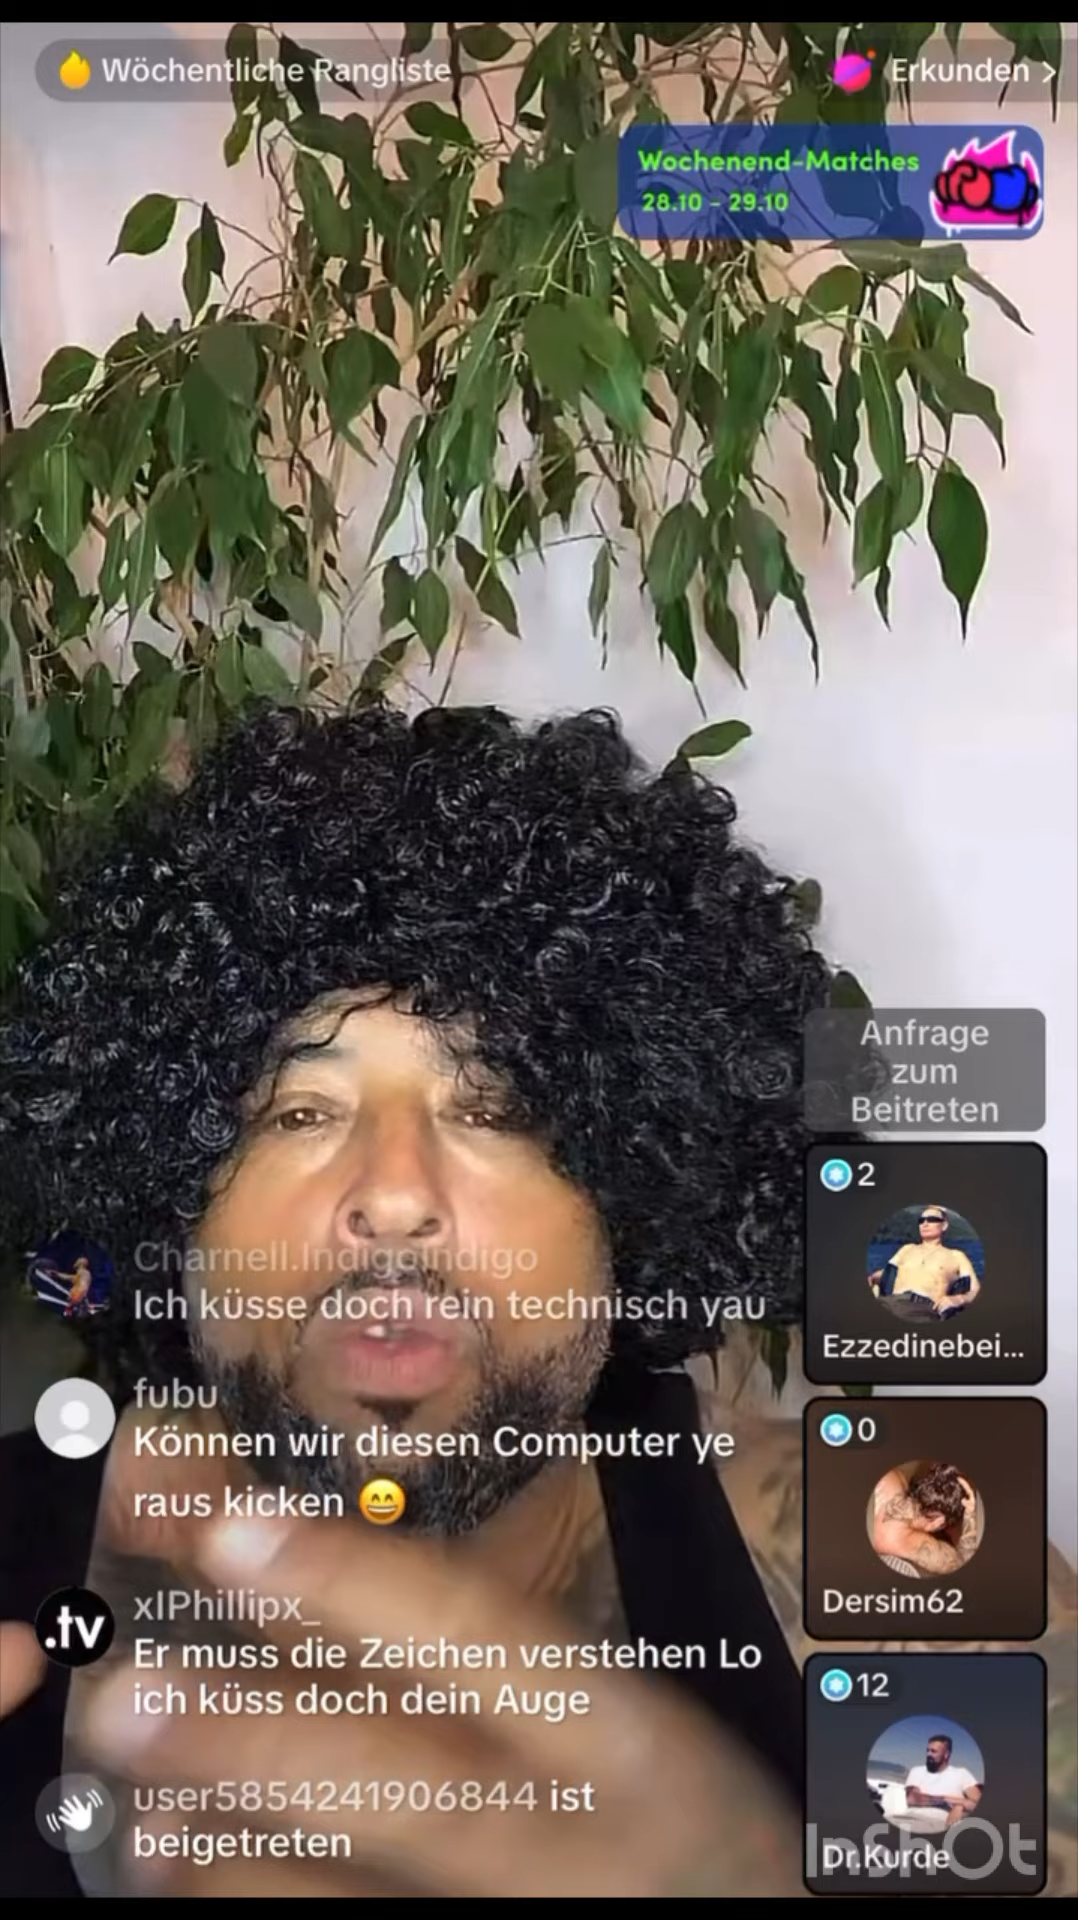 Wöchentliche Rangliste
Erkunden >
Wochenend-Matches
28.10 - 29.10
Anfrage
zum
Beitreten
2
Ezzedinebei...
0
Dersim62
12
Dr.Kurde
Charnell.IndigoIndigo
Ich küsse doch rein technisch yau
fubu
Können wir diesen Computer ye
raus kicken 😄
.tv
xIPhillipx_
Er muss die Zeichen verstehen Lo
ich küss doch dein Auge
user5854241906844 ist
beigetreten
InShOt